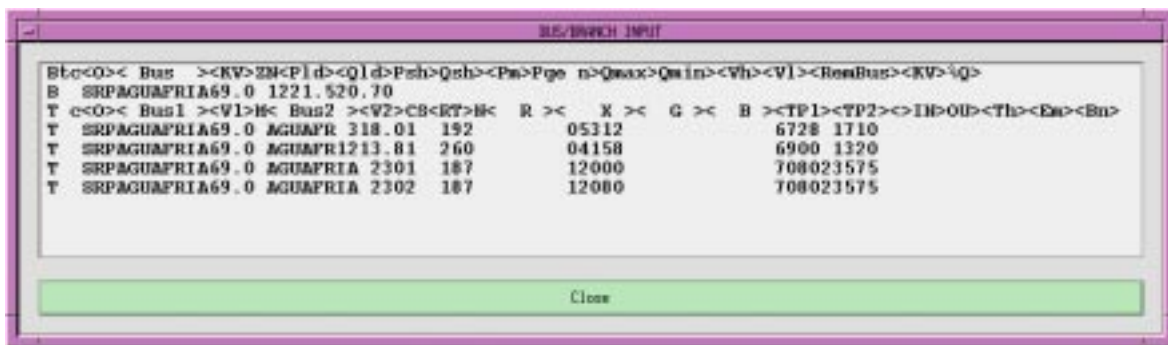 BUS/BRANCH INPUT
Btc<O>< Bus ><KV>ZN<Pld><Qld>Psh>Qsh><Pm>Pge n>Qmax>Qmin><Vh><Vl><RemBus><KV>%Q>
B SRPAGUAFRIA69.0 1221.520.70
T c<O>< Bus1 ><V1>M< Bus2 ><V2>CB<RT>N< R >< X >< G >< B ><TP1><TP2><>IN>OU><Th><Em><Bn>
T SRPAGUAFRIA69.0 AGUAFR 318.01 192 05312 6728 1710
T SRPAGUAFRIA69.0 AGUAFR1213.81 260 04158 6900 1320
T SRPAGUAFRIA69.0 AGUAFRIA 2301 187 12000 708023575
T SRPAGUAFRIA69.0 AGUAFRIA 2302 187 12080 708023575
Close